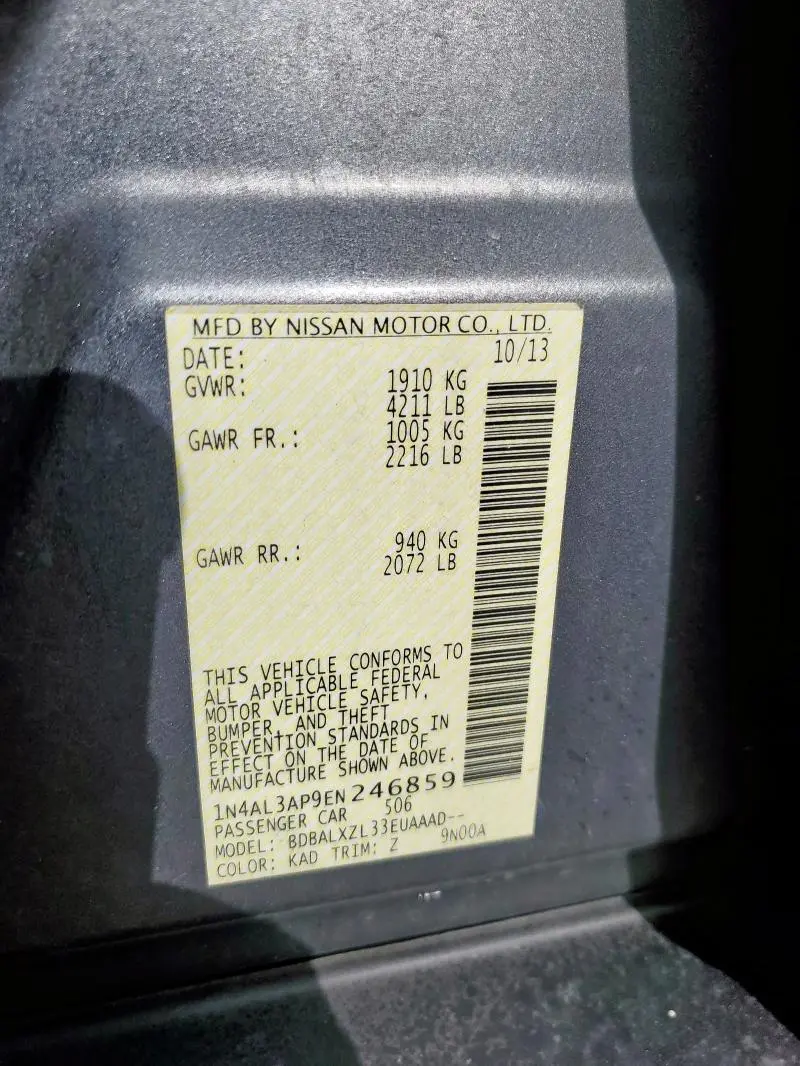 MFD BY NISSAN MOTOR CO., LTD.
DATE: 10/13
GVWR: 1910 KG
4211 LB
GAWR FR.: 1005 KG
2216 LB
GAWR RR.: 940 KG
2072 LB
THIS VEHICLE CONFORMS TO
ALL APPLICABLE FEDERAL
MOTOR VEHICLE SAFETY,
BUMPER, AND THEFT
PREVENTION STANDARDS IN
EFFECT ON THE DATE OF
MANUFACTURE SHOWN ABOVE.
1N4AL3AP9EN246859
PASSENGER CAR 506
MODEL: BDBALXZL33EUAAAD--
COLOR: KAD TRIM: Z 9N00A